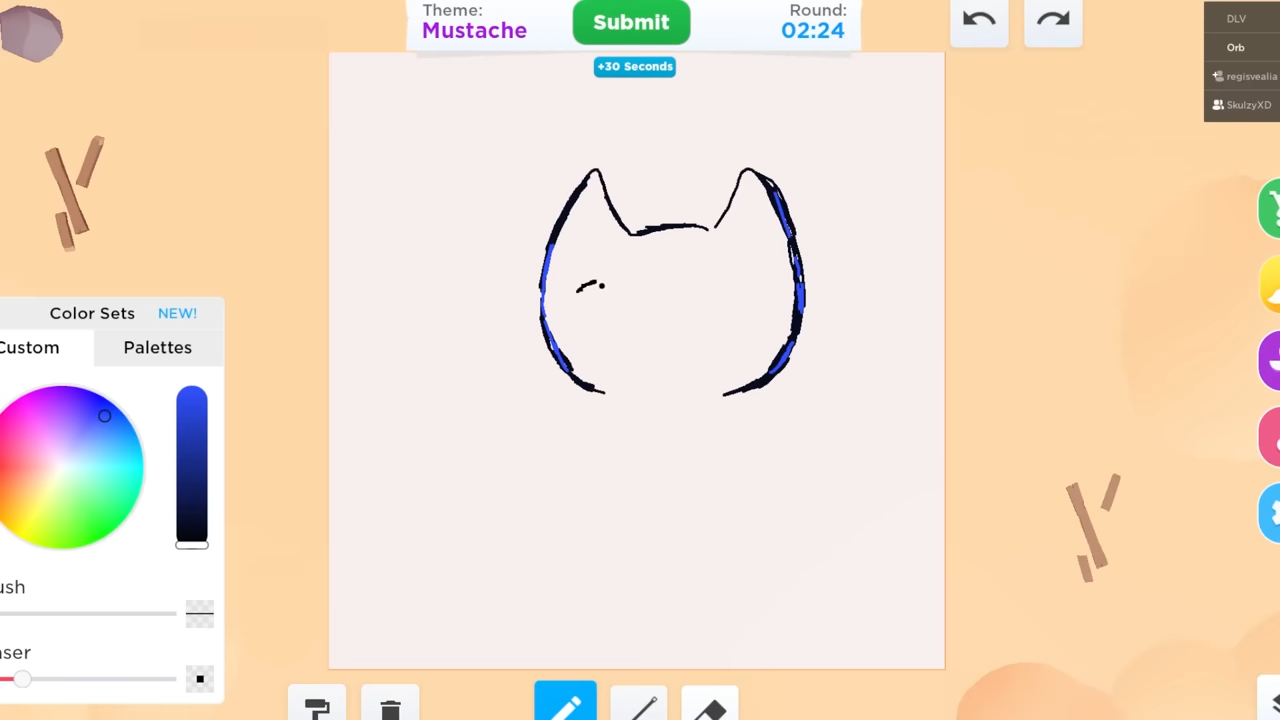 Theme:
Mustache
Submit
Round:
02:24
+30 Seconds
DLV
Orb
regisvealia
SkulzyXD
Color Sets NEW!
Custom
Palettes
ush
aser